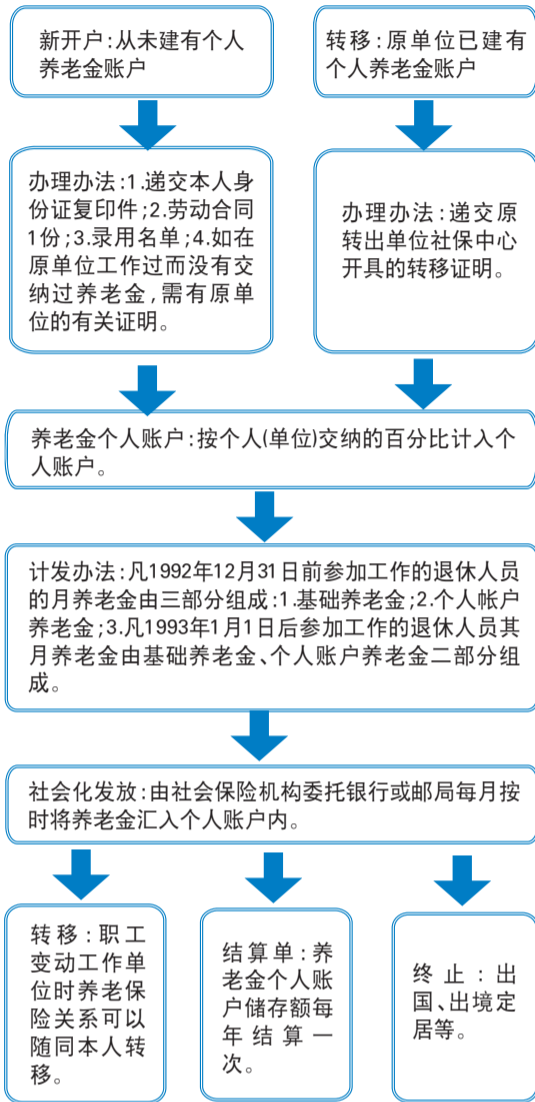 新开户:从未建有个人
养老金账户
转移:原单位已建有
个人养老金账户
办理办法:1.递交本人身
份证复印件;2.劳动合同
1份;3.录用名单;4.如在
原单位工作过而没有交
纳过养老金,需有原单
位的有关证明。
办理办法:递交原
转出单位社保中心
开具的转移证明。
养老金个人账户:按个人(单位)交纳的百分比计入个
人账户。
计发办法:凡1992年12月31日前参加工作的退休人员
的月养老金由三部分组成:1.基础养老金;2.个人帐户
养老金;3.凡1993年1月1日后参加工作的退休人员其
月养老金由基础养老金、个人账户养老金二部分组
成。
社会化发放:由社会保险机构委托银行或邮局每月按
时将养老金汇入个人账户内。
转移:职工
变动工作单
位时养老保
险关系可以
随同本人转
移。
结算单:养
老金个人账
户储存额每
年结算一
次。
终止:出
国、出境定
居等。